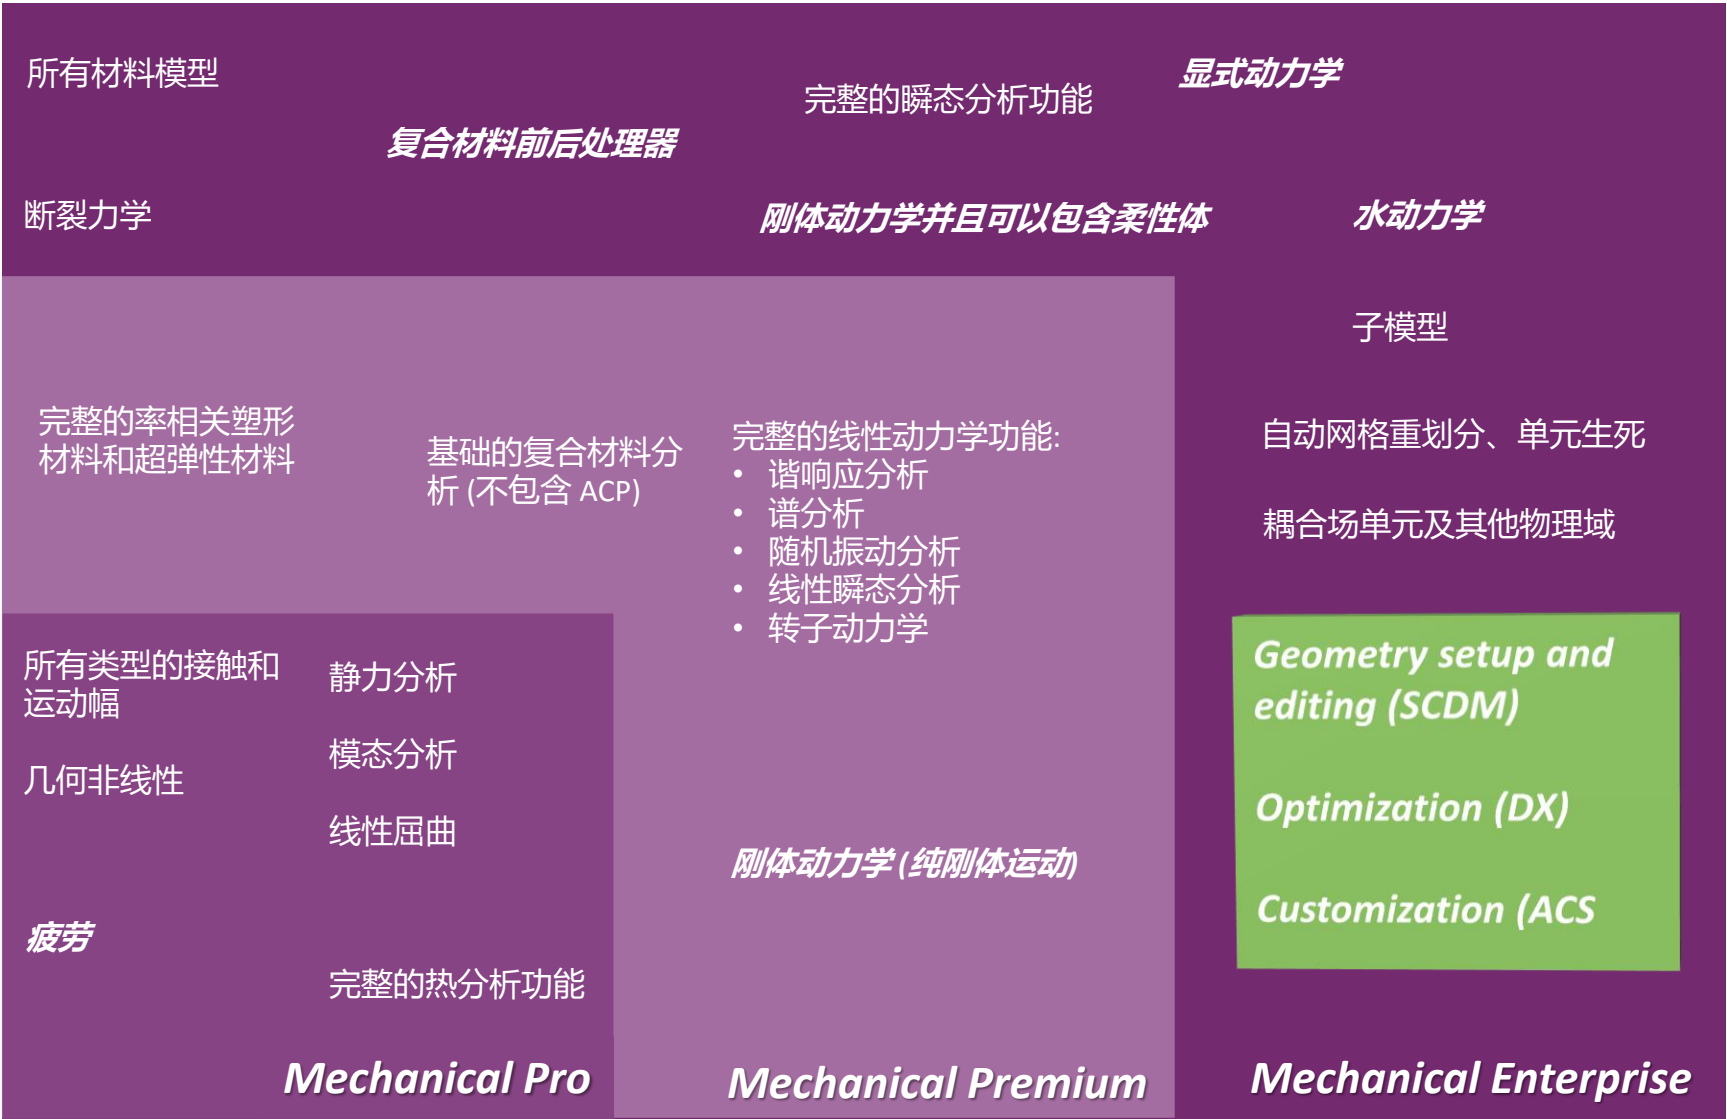 所有材料模型
复合材料前后处理器
完整的瞬态分析功能
显式动力学
断裂力学
刚体动力学并且可以包含柔性体
水动力学
子模型
自动网格重划分、单元生死
耦合场单元及其他物理域
完整的率相关塑形
材料和超弹性材料
基础的复合材料分
析 (不包含 ACP)
完整的线性动力学功能:
• 谐响应分析
• 谱分析
• 随机振动分析
• 线性瞬态分析
• 转子动力学
刚体动力学 (纯刚体运动)
所有类型的接触和
运动幅
几何非线性
疲劳
静力分析
模态分析
线性屈曲
完整的热分析功能
Geometry setup and
editing (SCDM)
Optimization (DX)
Customization (ACS
Mechanical Pro
Mechanical Premium
Mechanical Enterprise